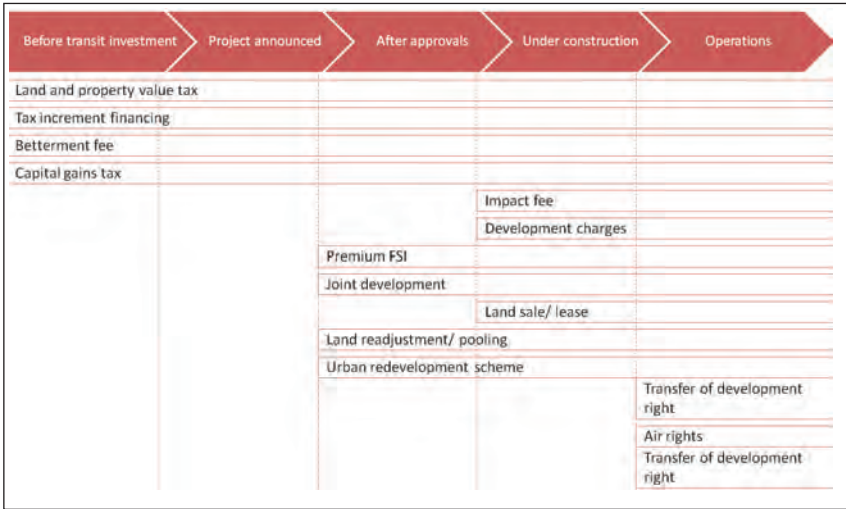 Before transit investment
Project announced
After approvals
Under construction
Operations
Land and property value tax
Tax increment financing
Betterment fee
Capital gains tax
Impact fee
Development charges
Premium FSI
Joint development
Land sale/ lease
Land readjustment/ pooling
Urban redevelopment scheme
Transfer of development
right
Air rights
Transfer of development
right